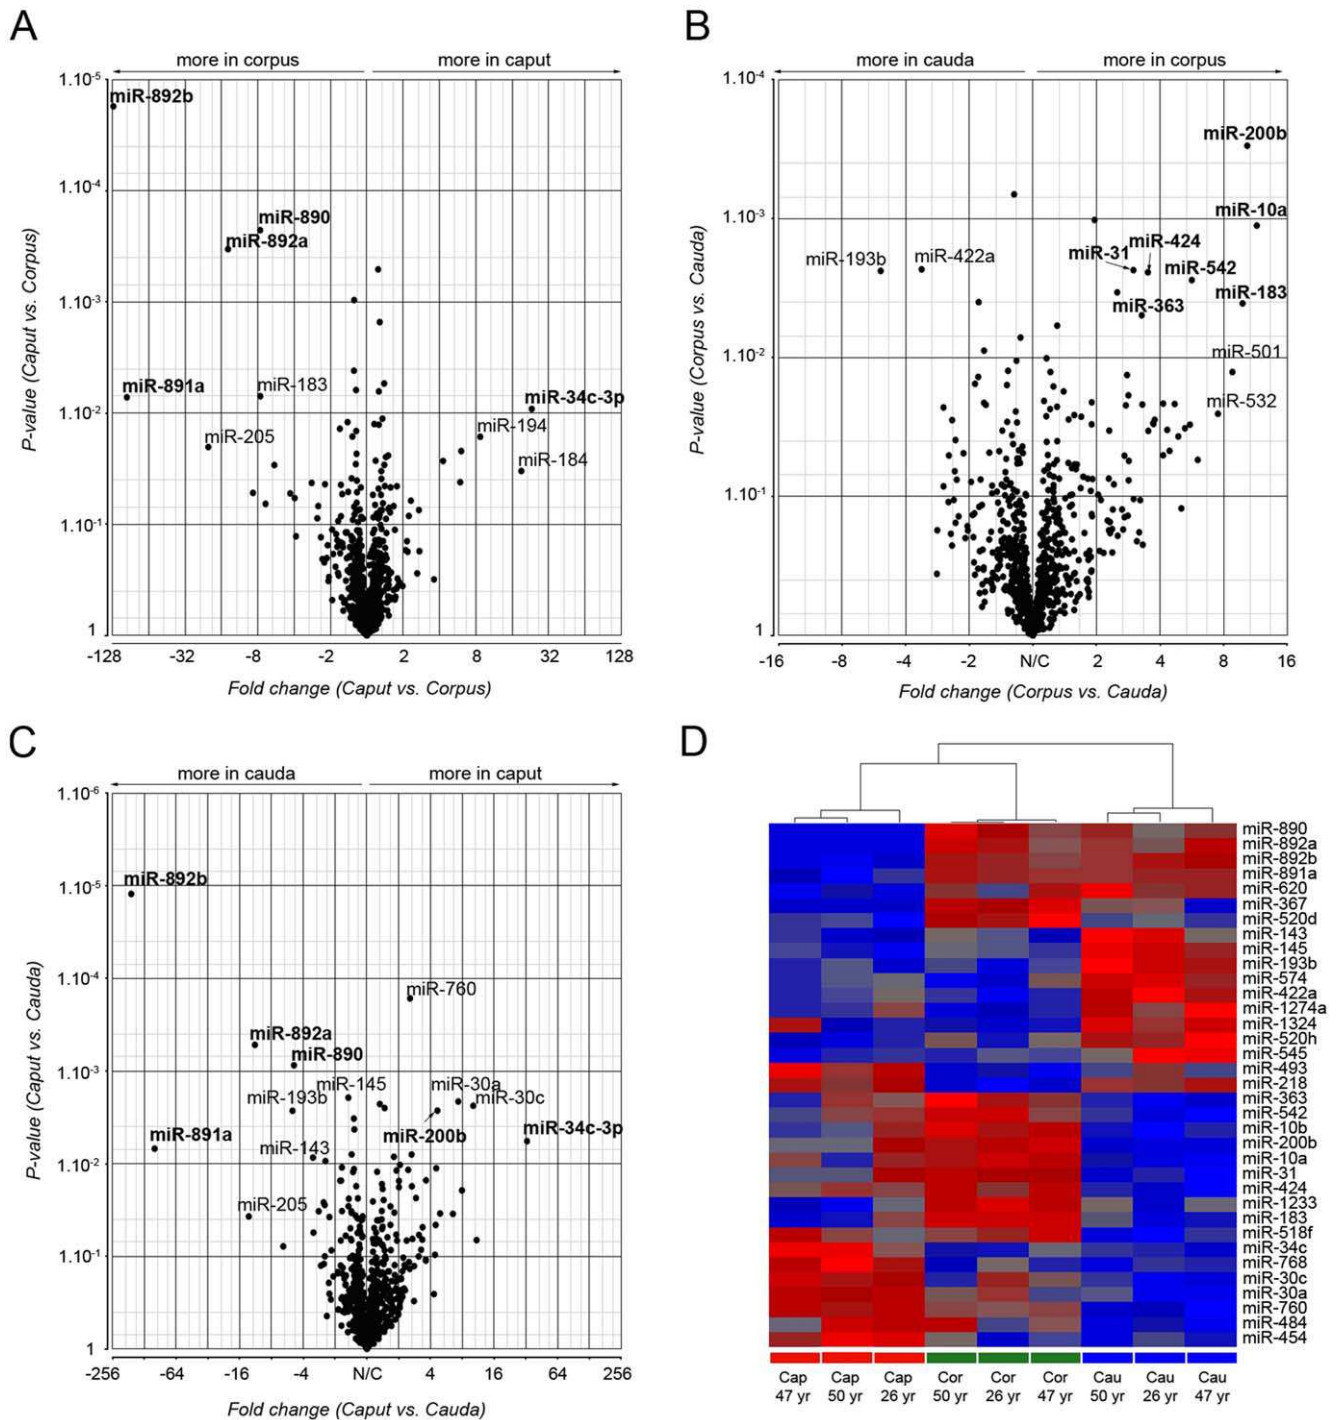 A
more in corpus
more in caput
1.10-5
miR-892b
1.10-4
miR-890
miR-892a
1.10-3
miR-891a
miR-183
miR-34c-3p
1.10-2
miR-194
miR-205
miR-184
1.10-1
1
-128
-32
-8
-2
2
8
32
128
P-value (Caput vs. Corpus)
Fold change (Caput vs. Corpus)
B
more in cauda
more in corpus
1.10-4
miR-200b
1.10-3
miR-10a
miR-424
miR-31
miR-193b
miR-422a
miR-542
miR-183
miR-363
1.10-2
miR-501
miR-532
1.10-1
1
-16
-8
-4
-2
N/C
2
4
8
16
P-value (Corpus vs. Cauda)
Fold change (Corpus vs. Cauda)
C
more in cauda
more in caput
1.10-6
1.10-5
miR-892b
1.10-4
miR-760
miR-892a
miR-890
1.10-3
miR-145
miR-30a
miR-193b
miR-30c
miR-891a
miR-200b
miR-34c-3p
miR-143
1.10-2
miR-205
1.10-1
1
-256
-64
-16
-4
N/C
4
16
64
256
P-value (Caput vs. Cauda)
Fold change (Caput vs. Cauda)
D
miR-890
miR-892a
miR-892b
miR-891a
miR-620
miR-367
miR-520d
miR-143
miR-145
miR-193b
miR-574
miR-422a
miR-1274a
miR-1324
miR-520h
miR-545
miR-493
miR-218
miR-363
miR-542
miR-10b
miR-200b
miR-10a
miR-31
miR-424
miR-1233
miR-183
miR-518f
miR-34c
miR-768
miR-30c
miR-30a
miR-760
miR-484
miR-454
Cap Cap Cap Cor Cor Cor Cau Cau Cau
47 yr 50 yr 26 yr 50 yr 26 yr 47 yr 50 yr 26 yr 47 yr